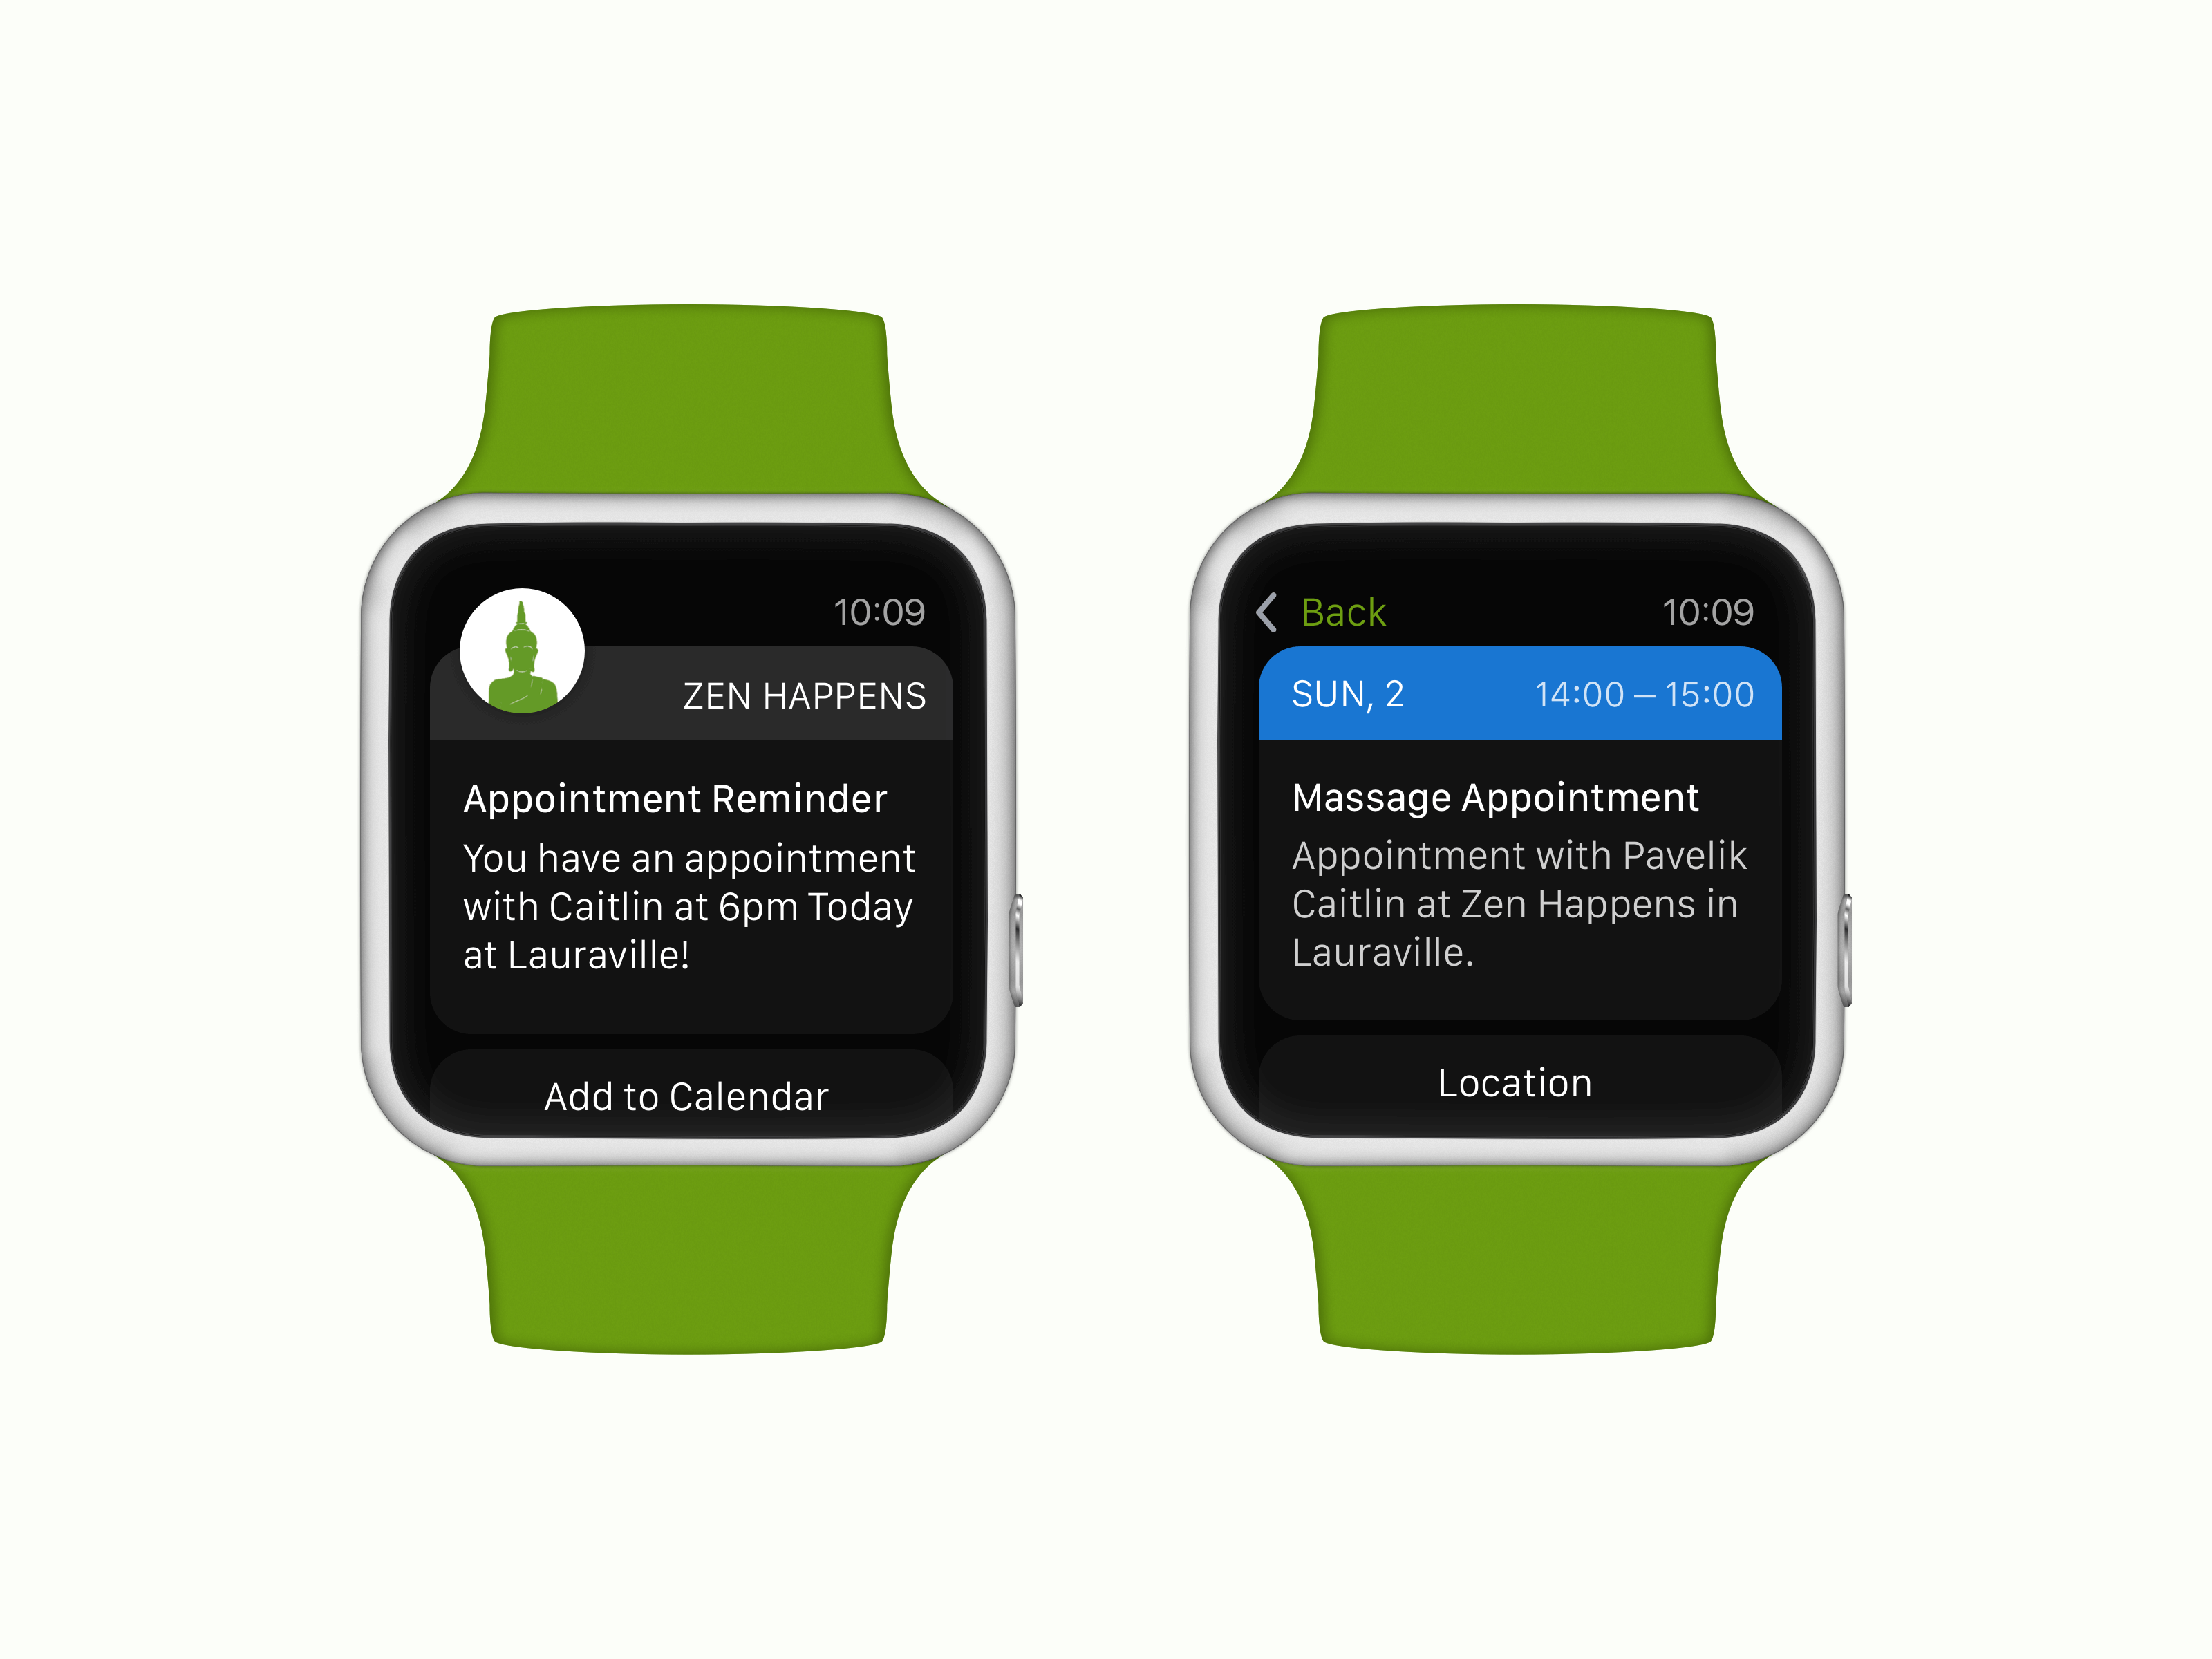 10:09
ZEN HAPPENS
Appointment Reminder
You have an appointment
with Caitlin at 6pm Today
at Lauraville!
Add to Calendar
Back
10:09
SUN, 2
14:00 – 15:00
Massage Appointment
Appointment with Pavelik
Caitlin at Zen Happens in
Lauraville.
Location